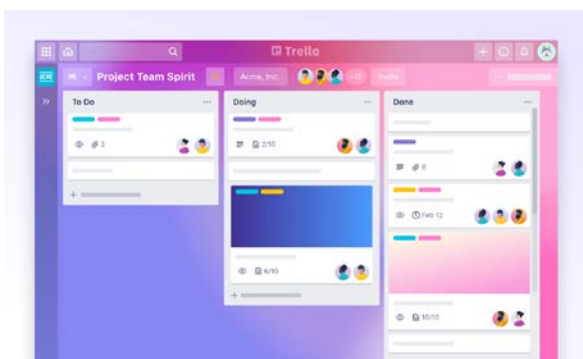 Trello
Project Team Spirit
Acme, Inc.
+12
Invite
To Do
2
Doing
2/10
6/10
Done
6
Feb 12
10/10